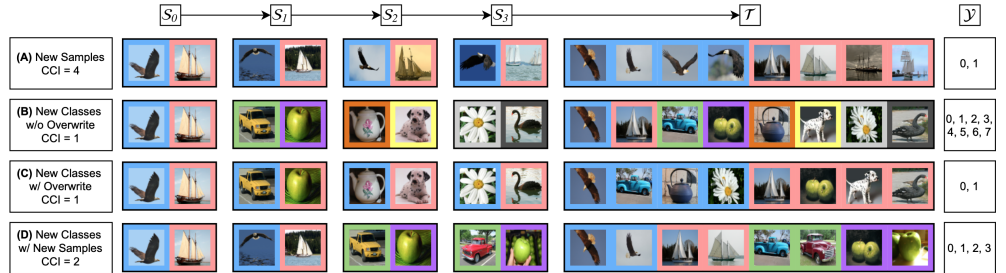 S₀ S₁ S₂ S₃ 𝒯 𝒴
(A) New Samples
CCI = 4
0, 1
(B) New Classes
w/o Overwrite
CCI = 1
0, 1, 2, 3,
4, 5, 6, 7
(C) New Classes
w/ Overwrite
CCI = 1
0, 1
(D) New Classes
w/ New Samples
CCI = 2
0, 1, 2, 3